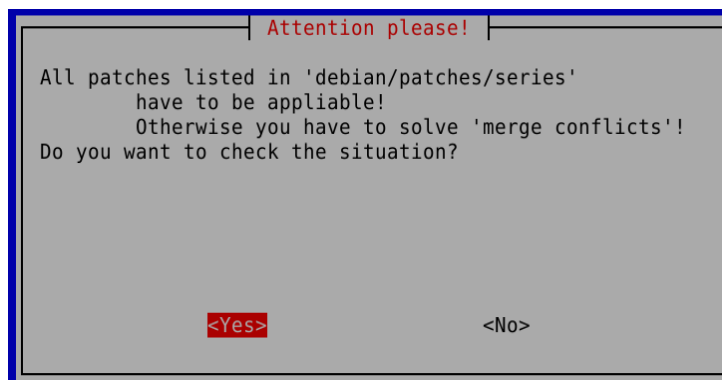 Attention please!
All patches listed in 'debian/patches/series'
have to be appliable!
Otherwise you have to solve 'merge conflicts'!
Do you want to check the situation?
<Yes> <No>